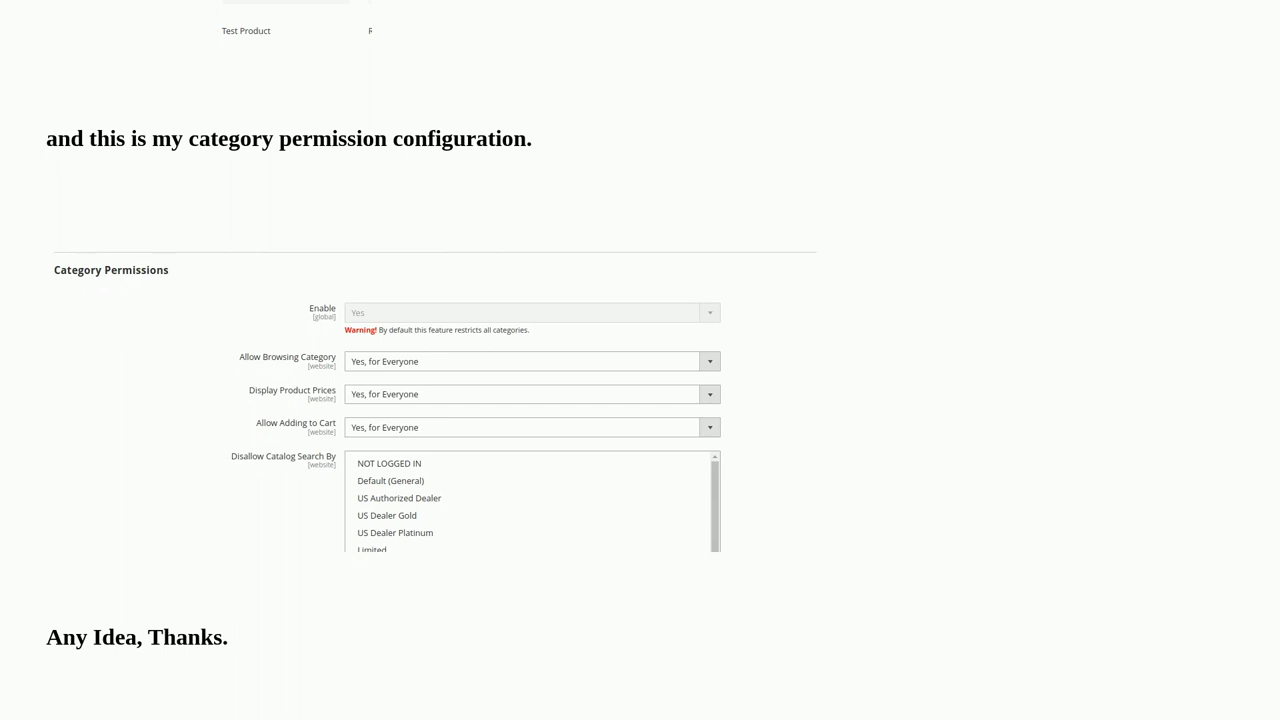 Test Product
and this is my category permission configuration.
Category Permissions
Enable
[global]
Yes
Warning! By default this feature restricts all categories.
Allow Browsing Category
[website]
Yes, for Everyone
Display Product Prices
[website]
Yes, for Everyone
Allow Adding to Cart
[website]
Yes, for Everyone
Disallow Catalog Search By
[website]
NOT LOGGED IN
Default (General)
US Authorized Dealer
US Dealer Gold
US Dealer Platinum
Limited
Any Idea, Thanks.